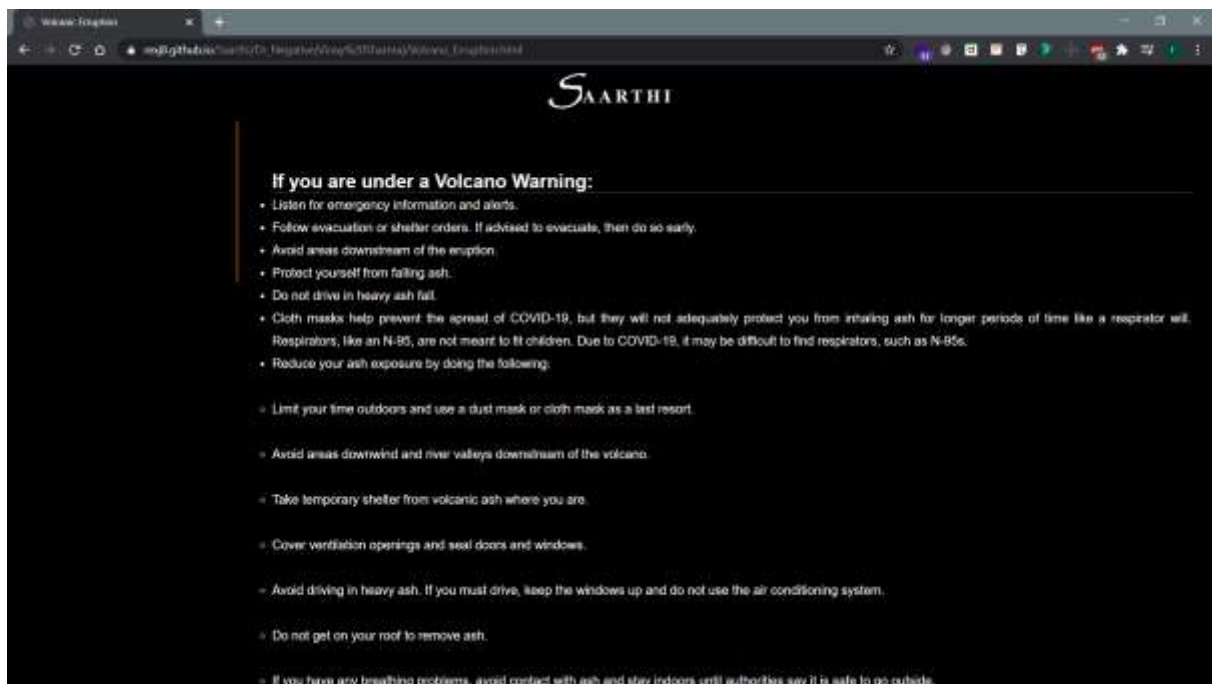 Volcanic Eruption
SAARTHI
If you are under a Volcano Warning:
• Listen for emergency information and alerts.
• Follow evacuation or shelter orders. If advised to evacuate, then do so early.
• Avoid areas downstream of the eruption.
• Protect yourself from falling ash.
• Do not drive in heavy ash fall.
• Cloth masks help prevent the spread of COVID-19, but they will not adequately protect you from inhaling ash for longer periods of time like a respirator will.
Respirators, like an N-95, are not meant to fit children. Due to COVID-19, it may be difficult to find respirators, such as N-95s.
• Reduce your ash exposure by doing the following:
Limit your time outdoors and use a dust mask or cloth mask as a last resort.
Avoid areas downwind and river valleys downstream of the volcano.
Take temporary shelter from volcanic ash where you are.
Cover ventilation openings and seal doors and windows.
Avoid driving in heavy ash. If you must drive, keep the windows up and do not use the air conditioning system.
Do not get on your roof to remove ash.
If you have any breathing problems, avoid contact with ash and stay indoors until authorities say it is safe to go outside.